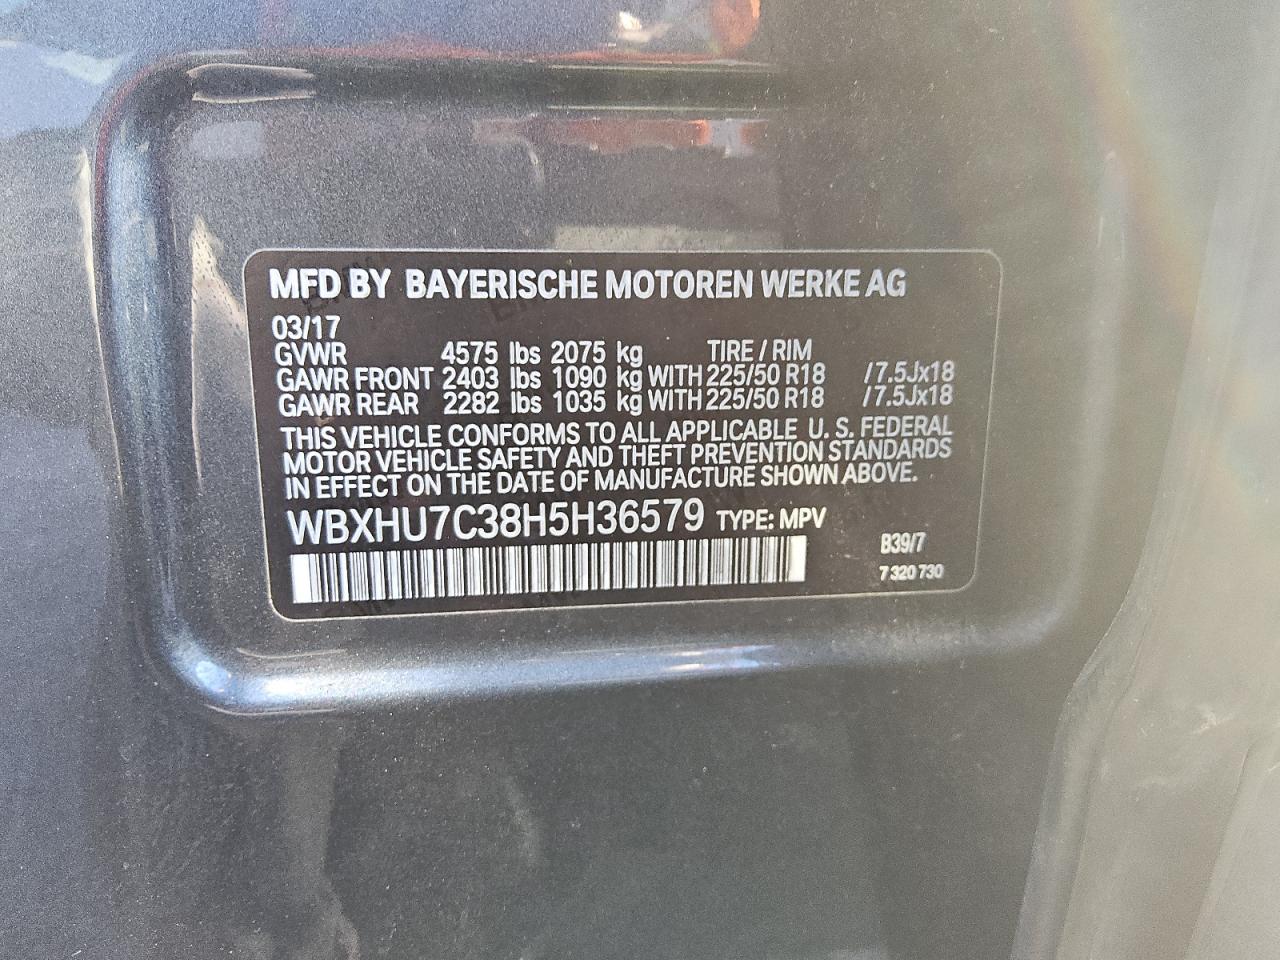 MFD BY BAYERISCHE MOTOREN WERKE AG
03/17
GVWR 4575 lbs 2075 kg TIRE / RIM
GAWR FRONT 2403 lbs 1090 kg WITH 225/50 R18 /7.5Jx18
GAWR REAR 2282 lbs 1035 kg WITH 225/50 R18 /7.5Jx18
THIS VEHICLE CONFORMS TO ALL APPLICABLE U. S. FEDERAL
MOTOR VEHICLE SAFETY AND THEFT PREVENTION STANDARDS
IN EFFECT ON THE DATE OF MANUFACTURE SHOWN ABOVE.
WBXHU7C38H5H36579 TYPE: MPV
B39/7
7 320 730